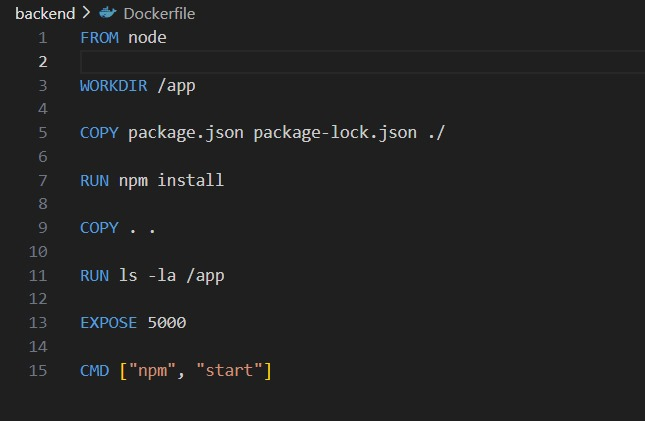 backend > Dockerfile
1 FROM node
2
3 WORKDIR /app
4
5 COPY package.json package-lock.json ./
6
7 RUN npm install
8
9 COPY . .
10
11 RUN ls -la /app
12
13 EXPOSE 5000
14
15 CMD ["npm", "start"]